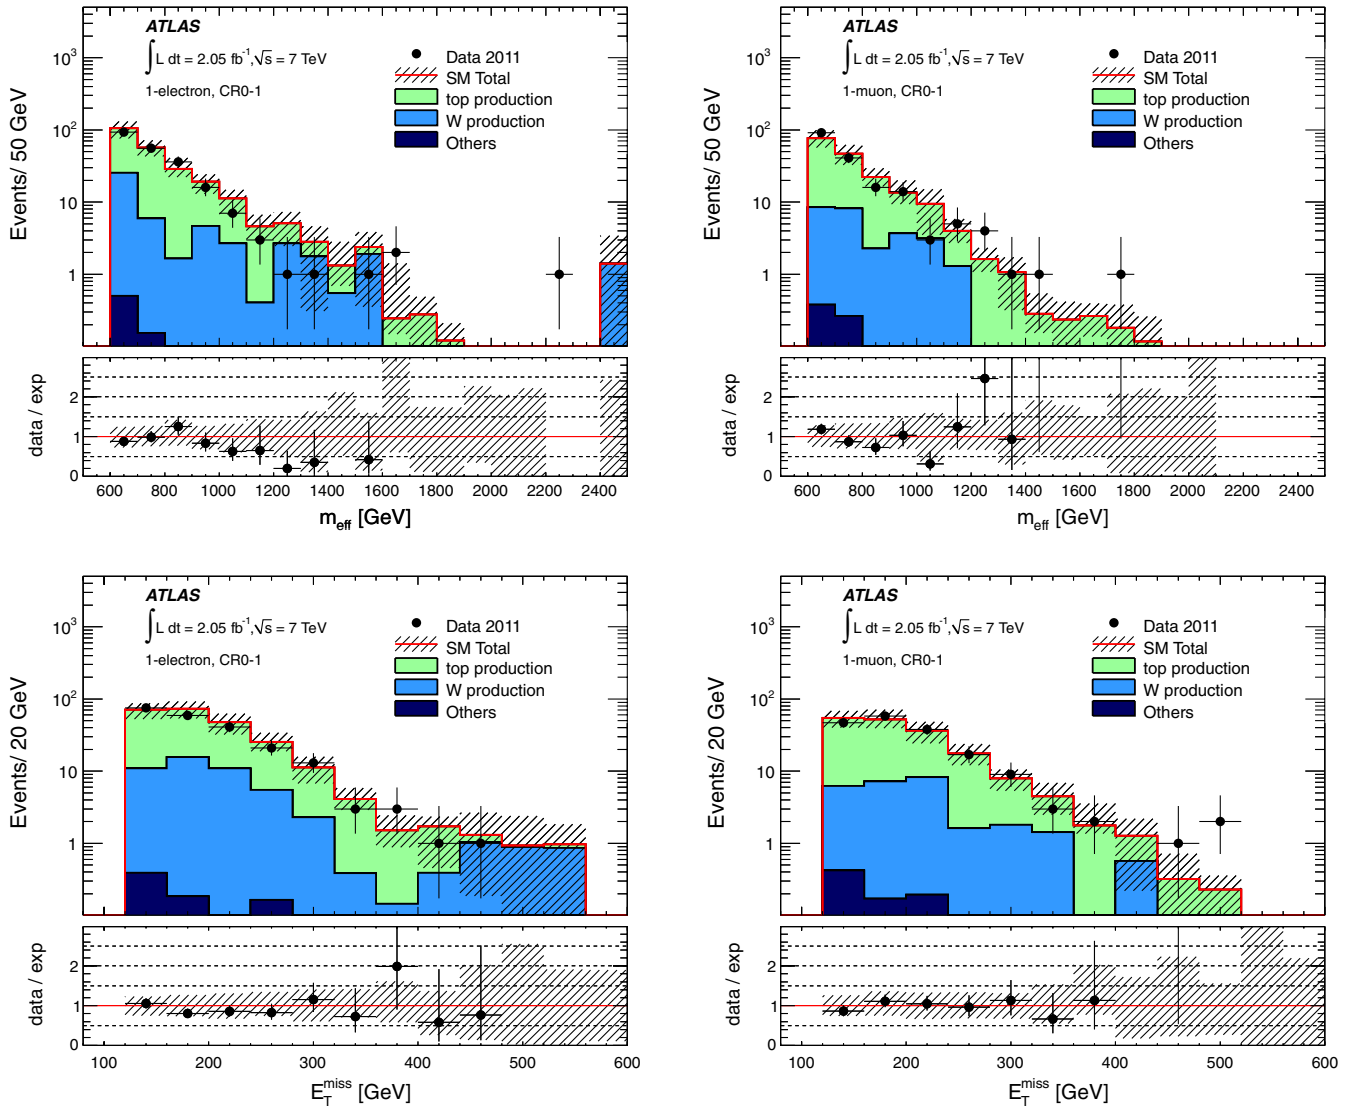 ATLAS
∫ L dt = 2.05 fb⁻¹,√s = 7 TeV
1-electron, CR0-1
Data 2011
SM Total
top production
W production
Others
Events/ 50 GeV
10³
10²
10
1
data / exp
2
1
0
600 800 1000 1200 1400 1600 1800 2000 2200 2400
m_eff [GeV]
ATLAS
∫ L dt = 2.05 fb⁻¹,√s = 7 TeV
1-muon, CR0-1
Data 2011
SM Total
top production
W production
Others
Events/ 50 GeV
10³
10²
10
1
data / exp
2
1
0
600 800 1000 1200 1400 1600 1800 2000 2200 2400
m_eff [GeV]
ATLAS
∫ L dt = 2.05 fb⁻¹,√s = 7 TeV
1-electron, CR0-1
Data 2011
SM Total
top production
W production
Others
Events/ 20 GeV
10³
10²
10
1
data / exp
2
1
0
100 200 300 400 500 600
E_T^miss [GeV]
ATLAS
∫ L dt = 2.05 fb⁻¹,√s = 7 TeV
1-muon, CR0-1
Data 2011
SM Total
top production
W production
Others
Events/ 20 GeV
10³
10²
10
1
data / exp
2
1
0
100 200 300 400 500 600
E_T^miss [GeV]